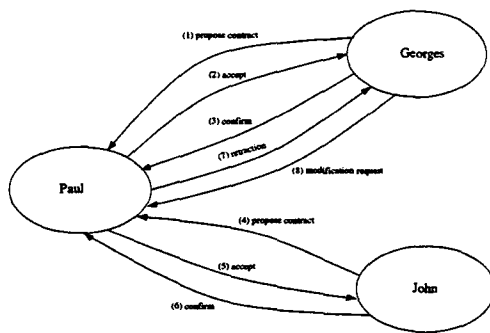 (1) propose contract
Georges
(2) accept
(3) confirm
(7) retraction
(8) modification request
Paul
(4) propose contract
(5) accept
John
(6) confirm